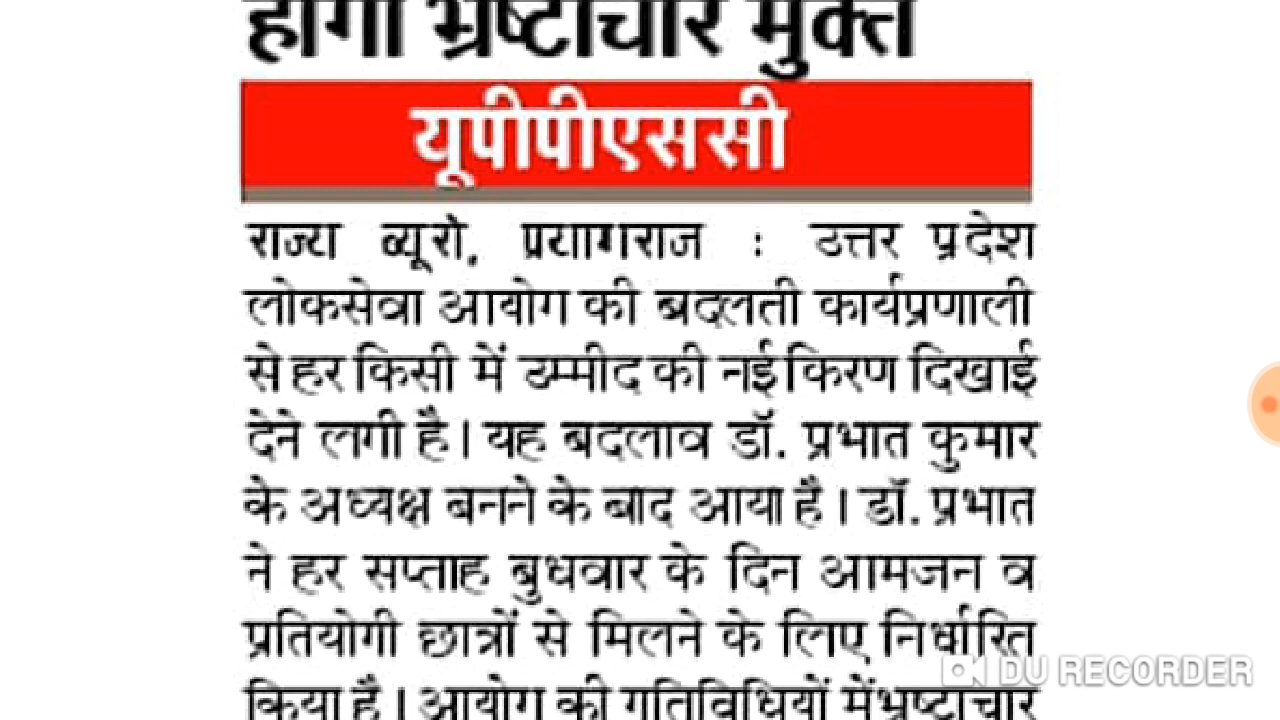 होगा भ्रष्टाचार मुक्त
यूपीपीएससी
राज्य ब्यूरो, प्रयागराज : उत्तर प्रदेश
लोकसेवा आयोग की बदलती कार्यप्रणाली
से हर किसी में उम्मीद की नई किरण दिखाई
देने लगी है। यह बदलाव डॉ. प्रभात कुमार
के अध्यक्ष बनने के बाद आया है। डॉ. प्रभात
ने हर सप्ताह बुधवार के दिन आमजन व
प्रतियोगी छात्रों से मिलने के लिए निर्धारित
किया है। आयोग की गतिविधियों में भ्रष्टाचार
DU RECORDER